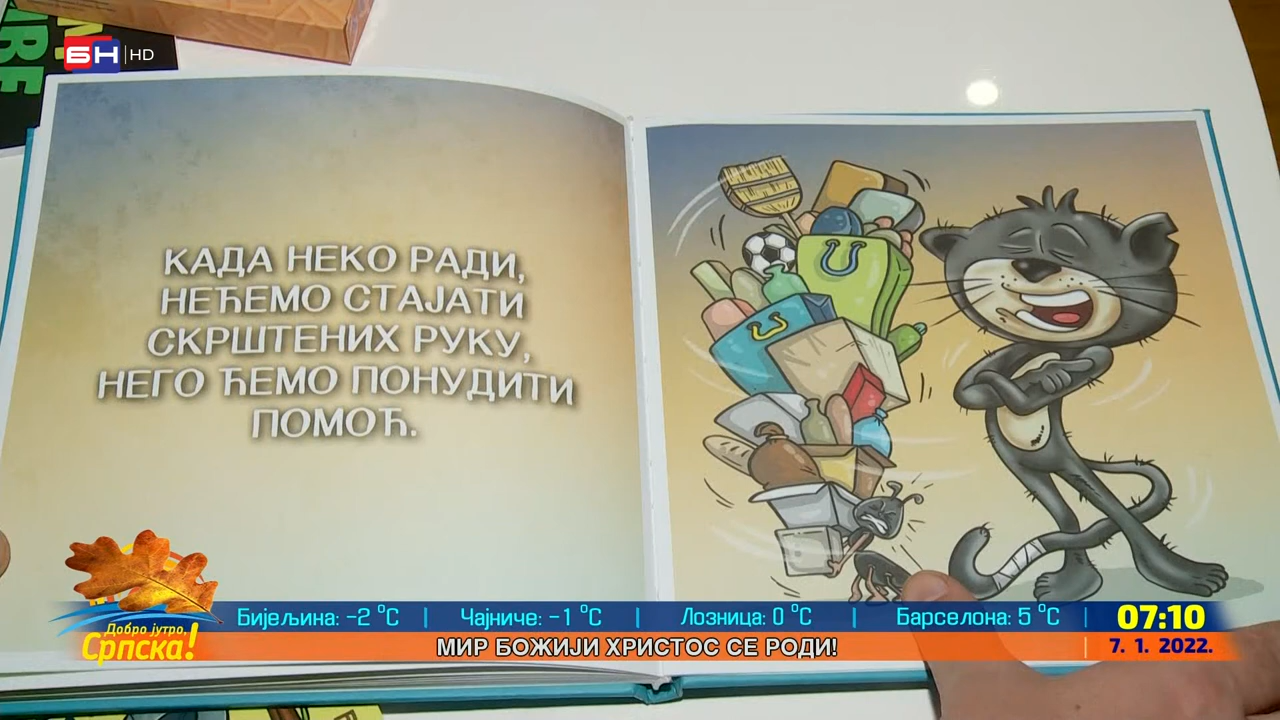 БН HD
КАДА НЕКО РАДИ,
НЕЋЕМО СТАЈАТИ
СКРШТЕНИХ РУКУ,
НЕГО ЋЕМО ПОНУДИТИ
ПОМОЋ.
Добро јутро,
Српска!
Бијељина: -2 °C | Чајниче: -1 °C | Лозница: 0 °C | Барселона: 5 °C
07:10
МИР БОЖИЈИ ХРИСТОС СЕ РОДИ!
7. 1. 2022.